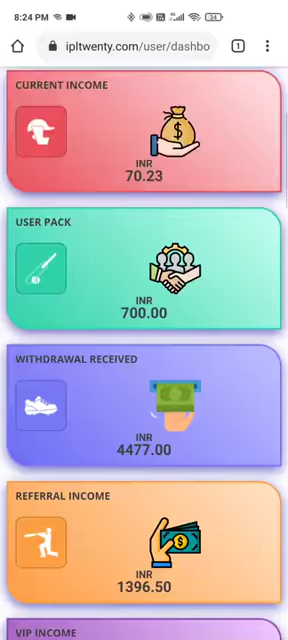 8:24 PM
34
ipltwenty.com/user/dashbo
1
CURRENT INCOME
INR
70.23
USER PACK
INR
700.00
WITHDRAWAL RECEIVED
INR
4477.00
REFERRAL INCOME
INR
1396.50
VIP INCOME